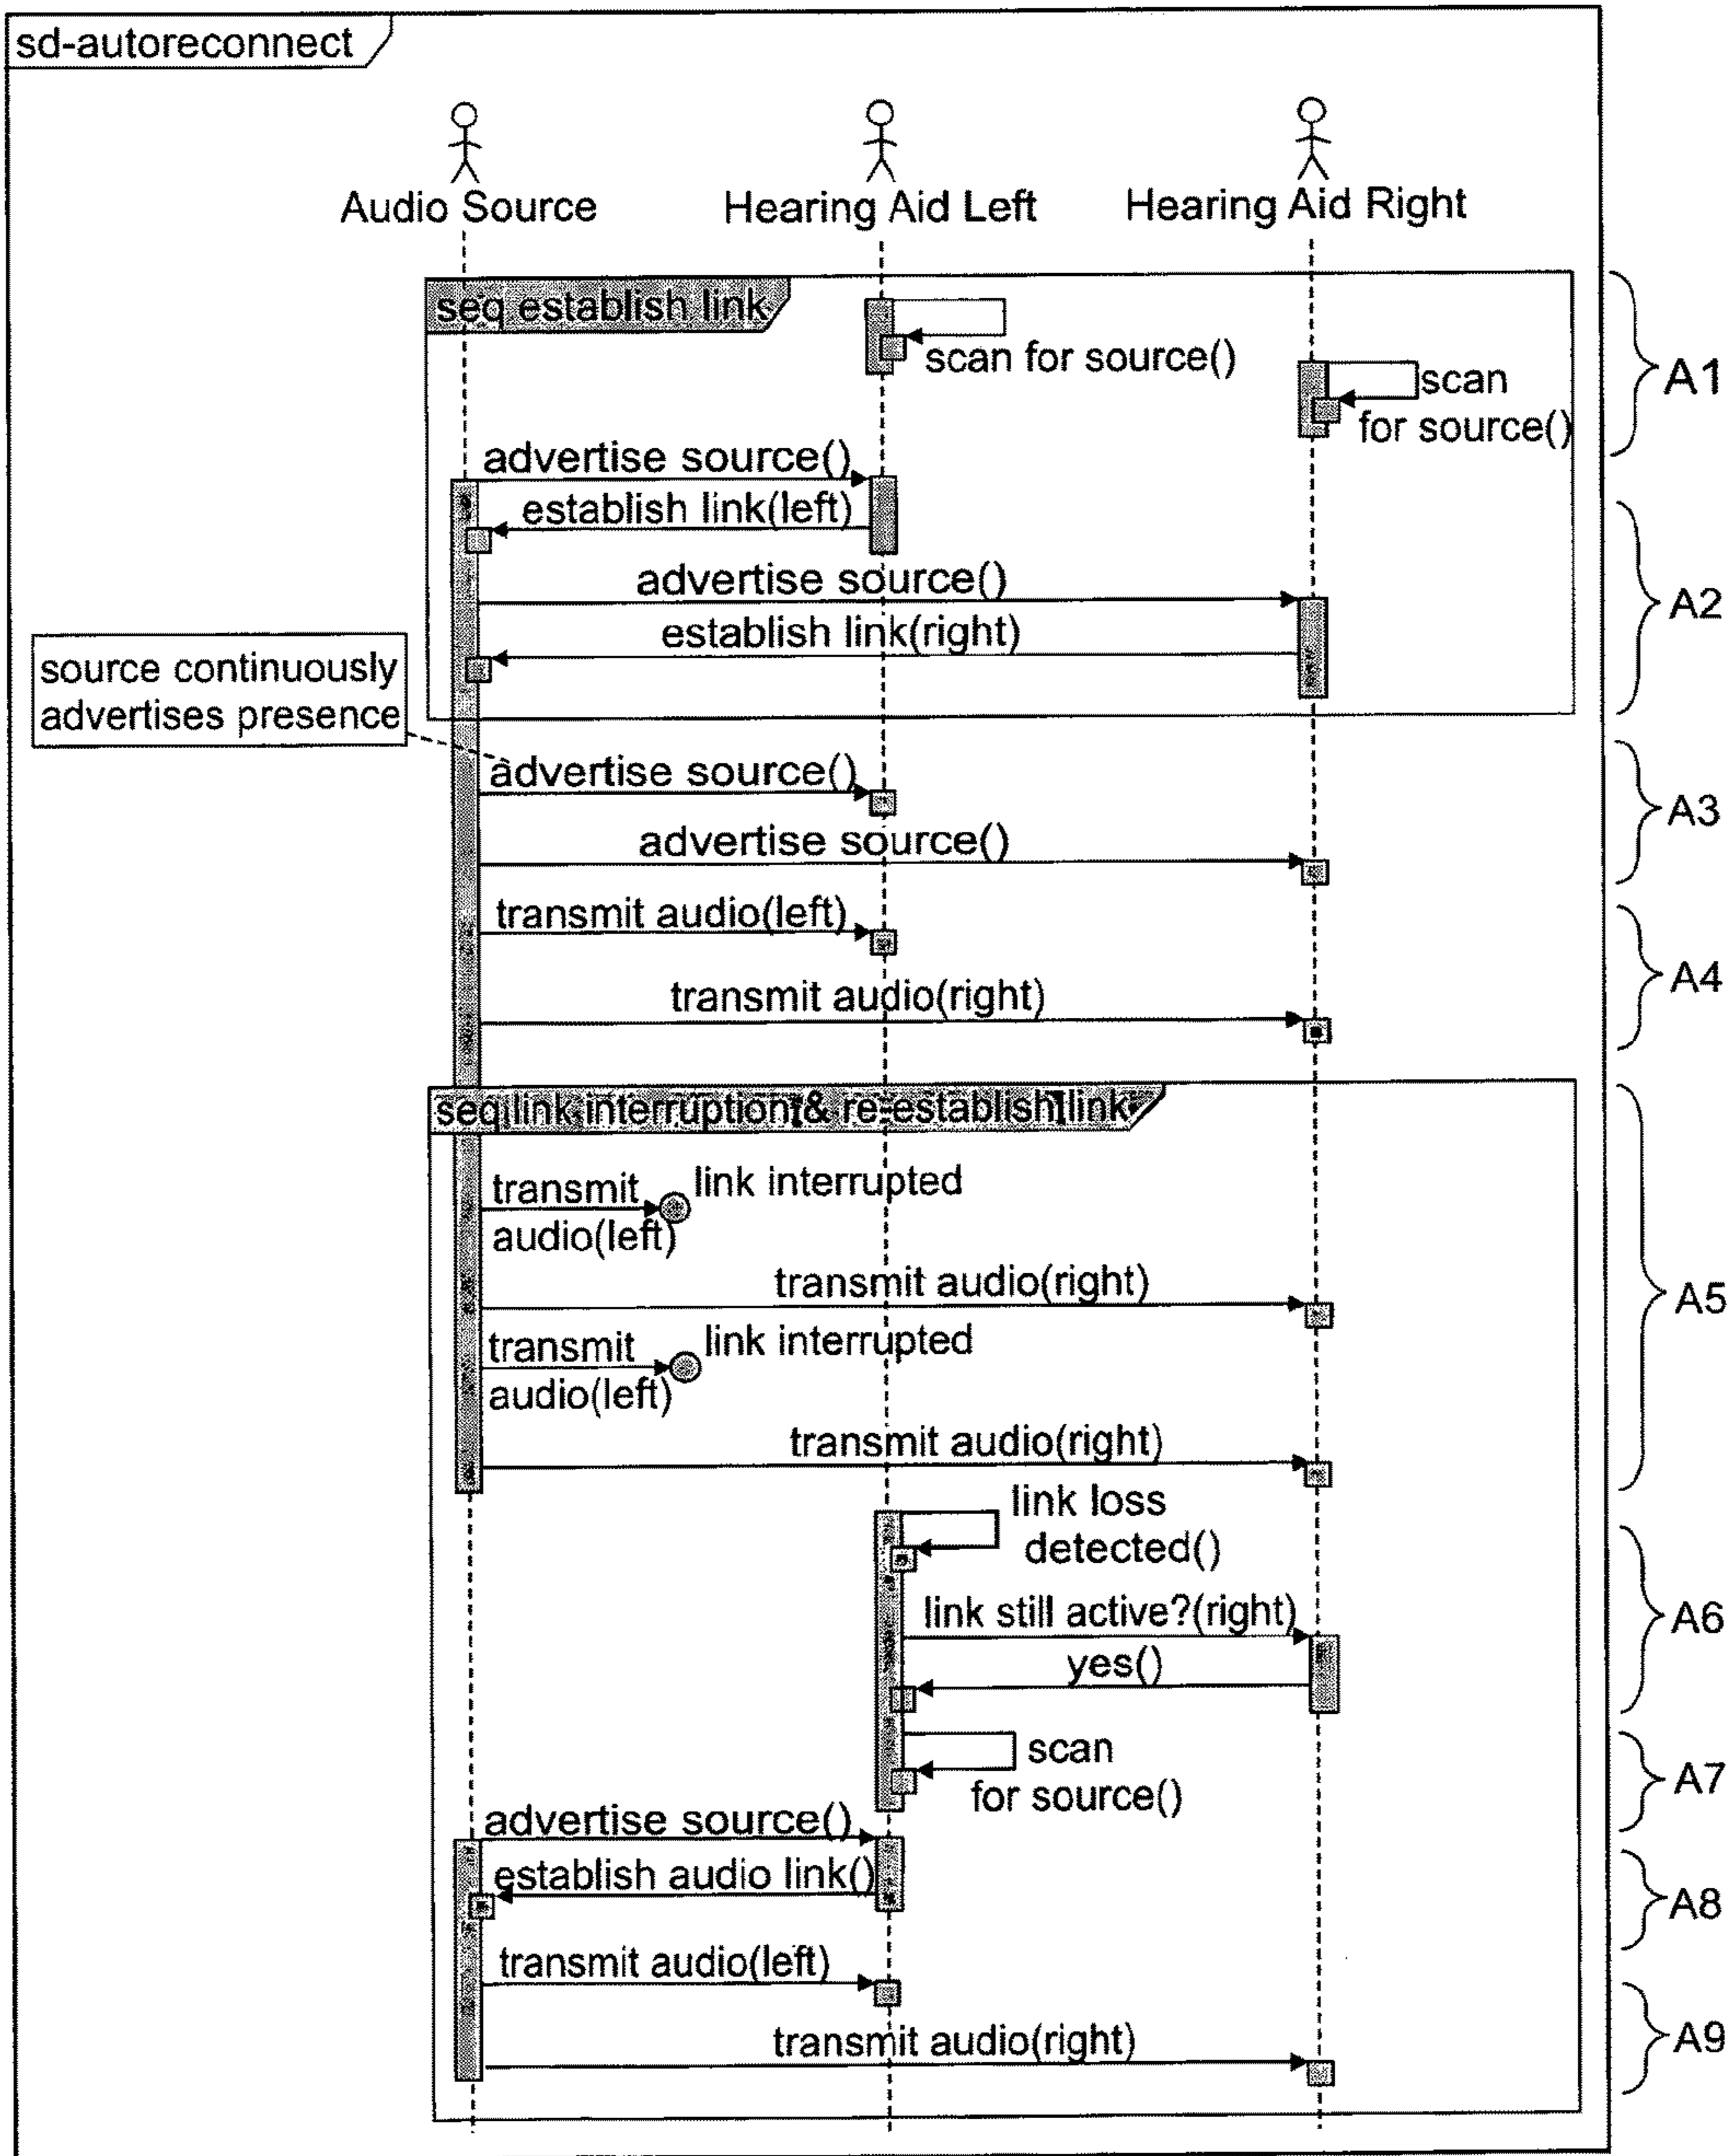 sd-autoreconnect
Audio Source
Hearing Aid Left
Hearing Aid Right
seq establish link
scan for source()
scan
for source()
A1
advertise source()
establish link(left)
advertise source()
establish link(right)
A2
source continuously
advertises presence
advertise source()
advertise source()
A3
transmit audio(left)
transmit audio(right)
A4
seq link interruption & re-establish link
transmit
audio(left)
link interrupted
transmit audio(right)
transmit
audio(left)
link interrupted
transmit audio(right)
A5
link loss
detected()
link still active?(right)
yes()
A6
scan
for source()
A7
advertise source()
establish audio link()
A8
transmit audio(left)
transmit audio(right)
A9